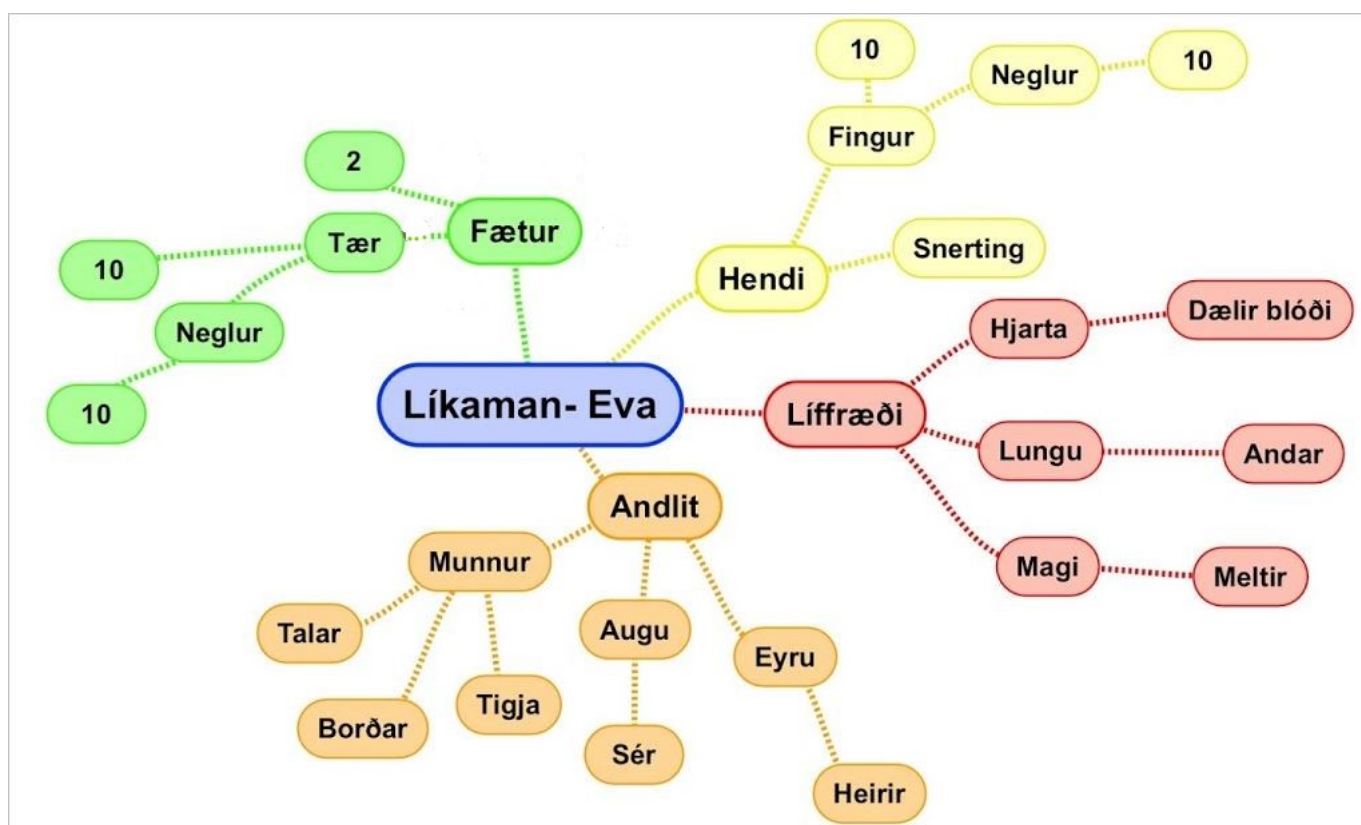 10
Neglur
10
Fingur
2
Fætur
Tær
10
Neglur
10
Hendi
Snerting
Hjarta
Dælir blóði
Líkaman- Eva
Líffræði
Lungu
Andar
Magi
Meltir
Andlit
Munnur
Talar
Borðar
Tigja
Augu
Sér
Eyru
Heirir